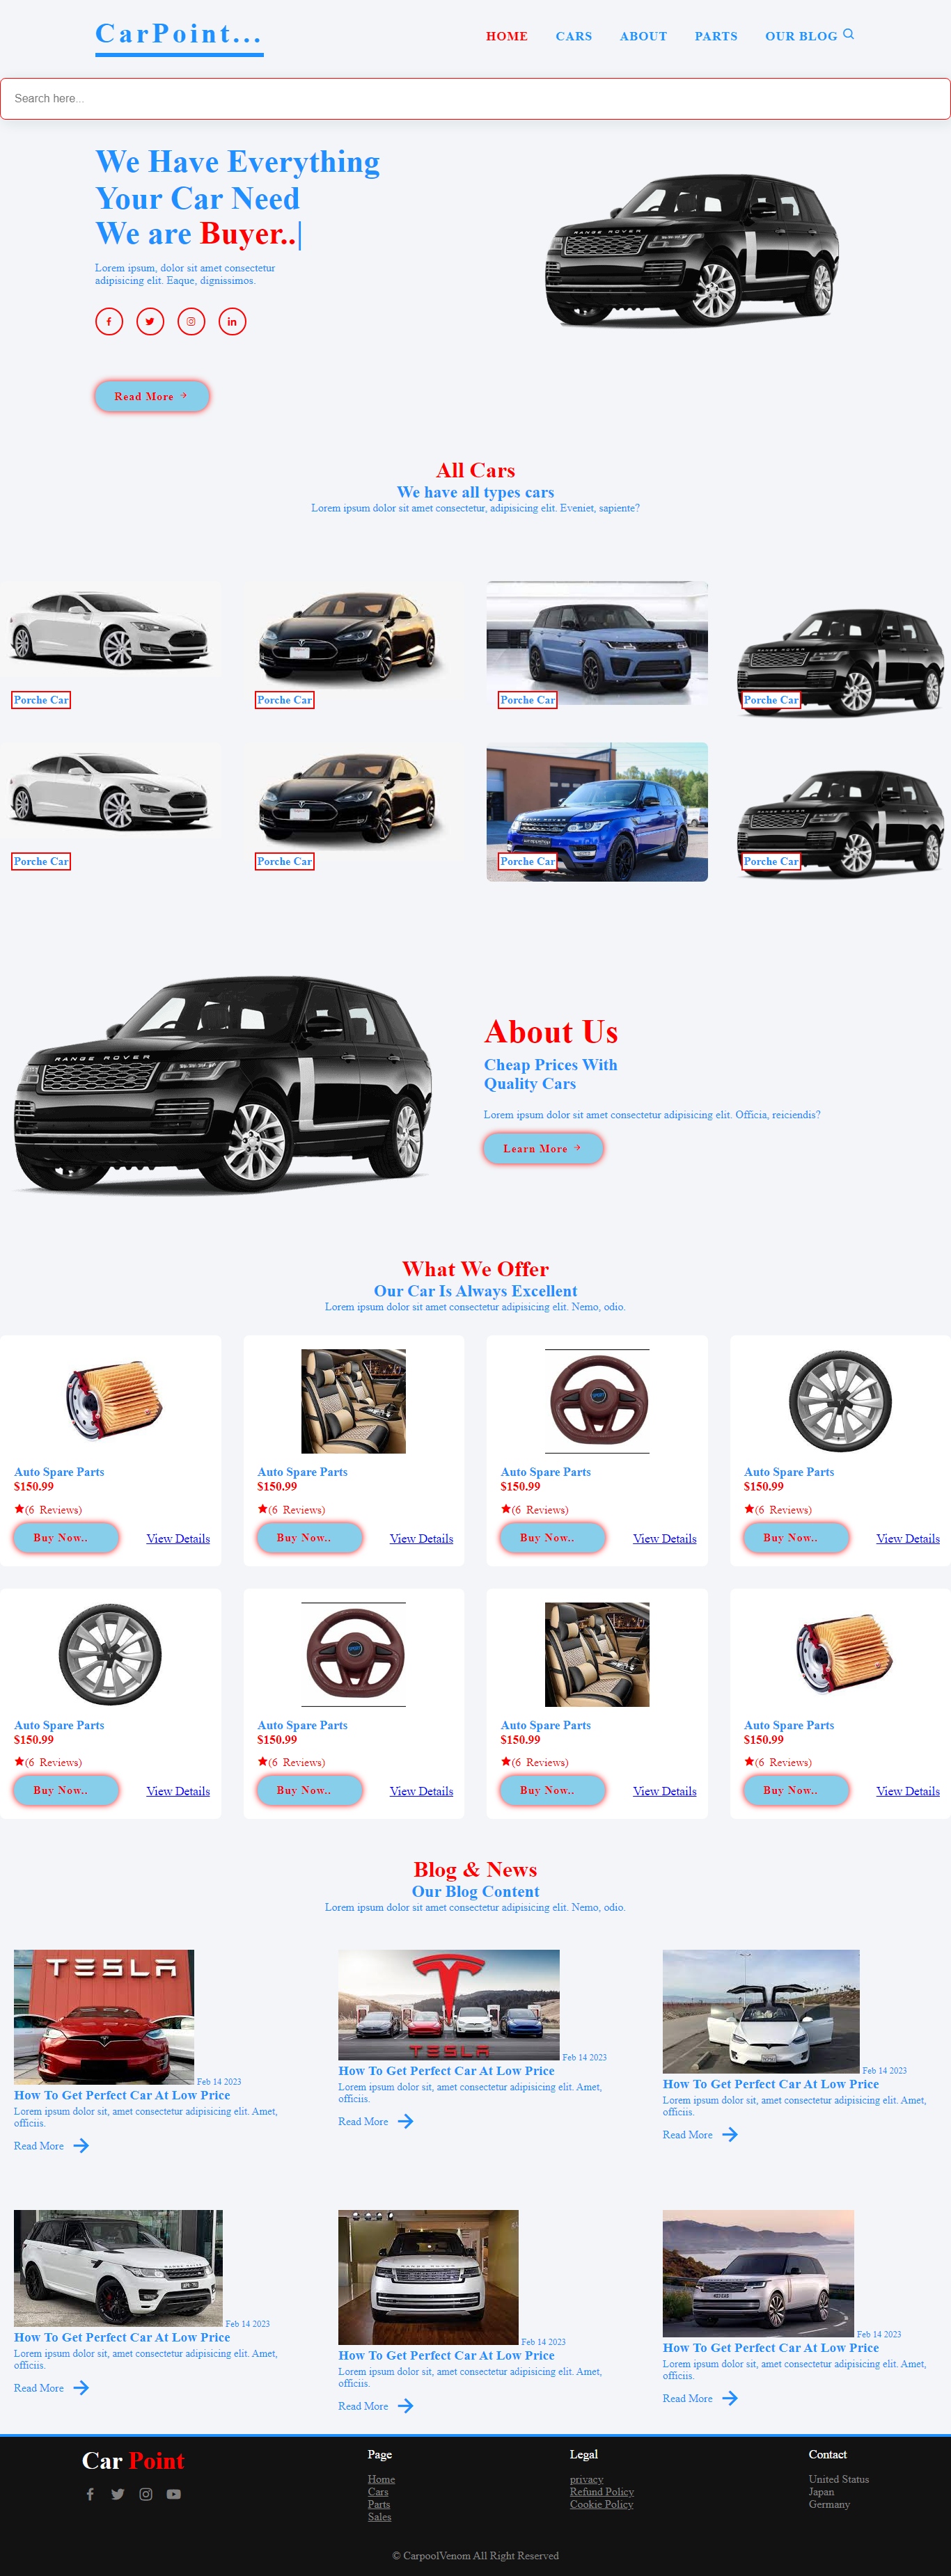 CarPoint...
HOME CARS ABOUT PARTS OUR BLOG
Search here...
We Have Everything
Your Car Need
We are Buyer..|
Lorem ipsum, dolor sit amet consectetur
adipisicing elit. Eaque, dignissimos.
Read More
All Cars
We have all types cars
Lorem ipsum dolor sit amet consectetur, adipisicing elit. Eveniet, sapiente?
Porche Car
Porche Car
Porche Car
Porche Car
Porche Car
Porche Car
Porche Car
Porche Car
RANGE ROVER
About Us
Cheap Prices With
Quality Cars
Lorem ipsum dolor sit amet consectetur adipisicing elit. Officia, reiciendis?
Learn More
What We Offer
Our Car Is Always Excellent
Lorem ipsum dolor sit amet consectetur adipisicing elit. Nemo, odio.
Auto Spare Parts
$150.99
(6 Reviews)
Buy Now.. View Details
Auto Spare Parts
$150.99
(6 Reviews)
Buy Now.. View Details
Auto Spare Parts
$150.99
(6 Reviews)
Buy Now.. View Details
Auto Spare Parts
$150.99
(6 Reviews)
Buy Now.. View Details
Auto Spare Parts
$150.99
(6 Reviews)
Buy Now.. View Details
Auto Spare Parts
$150.99
(6 Reviews)
Buy Now.. View Details
Auto Spare Parts
$150.99
(6 Reviews)
Buy Now.. View Details
Auto Spare Parts
$150.99
(6 Reviews)
Buy Now.. View Details
Blog & News
Our Blog Content
Lorem ipsum dolor sit amet consectetur adipisicing elit. Nemo, odio.
TESLA
Feb 14 2023
How To Get Perfect Car At Low Price
Lorem ipsum dolor sit, amet consectetur adipisicing elit. Amet,
officiis.
Read More
TESLA
Feb 14 2023
How To Get Perfect Car At Low Price
Lorem ipsum dolor sit, amet consectetur adipisicing elit. Amet,
officiis.
Read More
Feb 14 2023
How To Get Perfect Car At Low Price
Lorem ipsum dolor sit, amet consectetur adipisicing elit. Amet,
officiis.
Read More
Feb 14 2023
How To Get Perfect Car At Low Price
Lorem ipsum dolor sit, amet consectetur adipisicing elit. Amet,
officiis.
Read More
Feb 14 2023
How To Get Perfect Car At Low Price
Lorem ipsum dolor sit, amet consectetur adipisicing elit. Amet,
officiis.
Read More
Feb 14 2023
How To Get Perfect Car At Low Price
Lorem ipsum dolor sit, amet consectetur adipisicing elit. Amet,
officiis.
Read More
Car Point
Page
Home
Cars
Parts
Sales
Legal
privacy
Refund Policy
Cookie Policy
Contact
United Status
Japan
Germany
© CarpoolVenom All Right Reserved